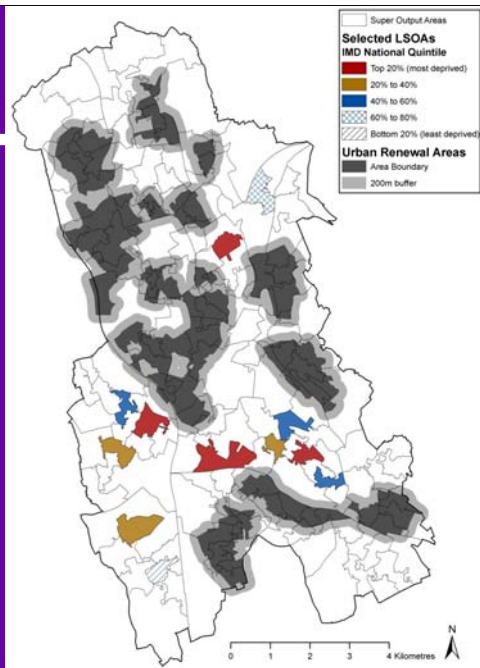 Super Output Areas
Selected LSOAs
IMD National Quintile
Top 20% (most deprived)
20% to 40%
40% to 60%
60% to 80%
Bottom 20% (least deprived)
Urban Renewal Areas
Area Boundary
200m buffer
N
0 1 2 4 Kilometres